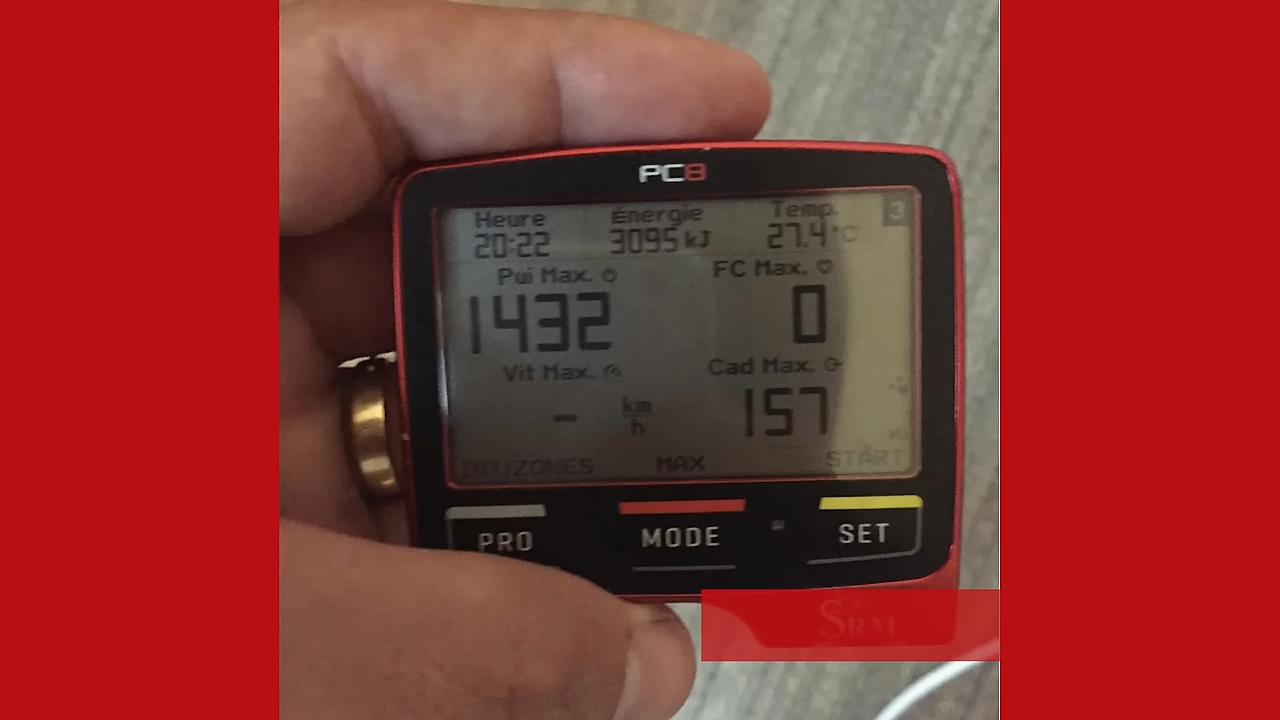 PC8
Heure Énergie Temp. 3
20:22 3095 kJ 27.4 °C
Pui Max. FC Max.
1432 0
Vit Max. Cad Max.
- km/h 157
INT/ZONES MAX START
PRO MODE SET
SRM